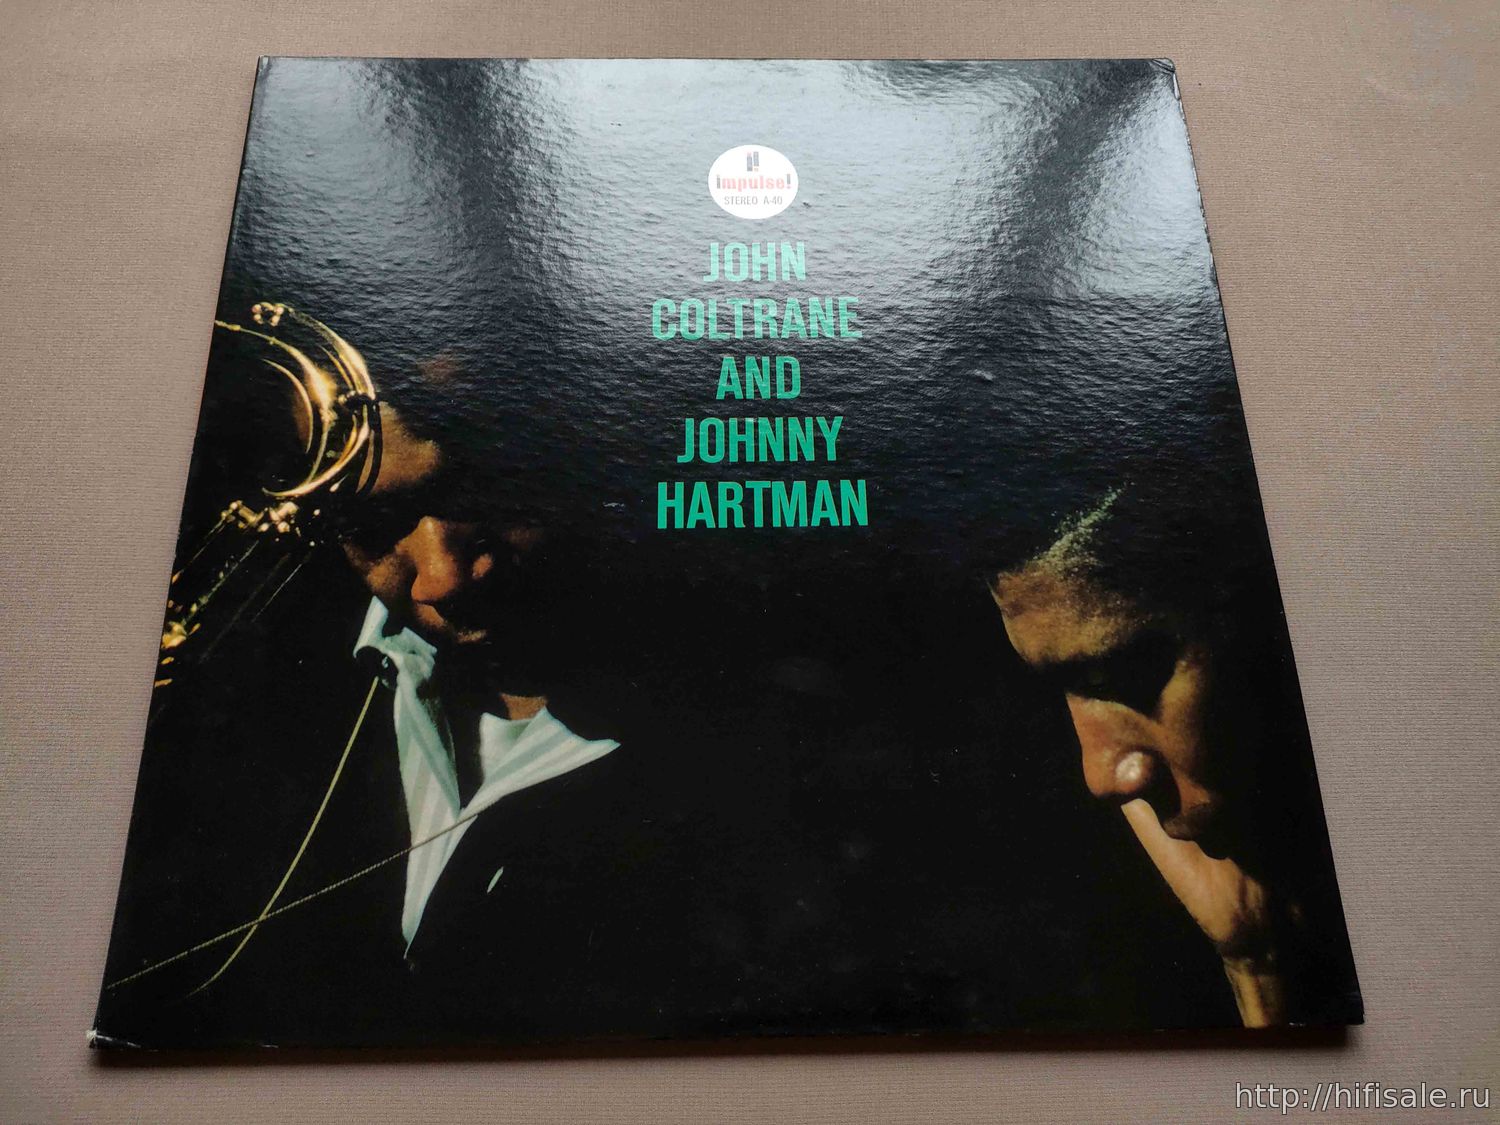 impulse!
STEREO A-40
JOHN
COLTRANE
AND
JOHNNY
HARTMAN
http://hifisale.ru